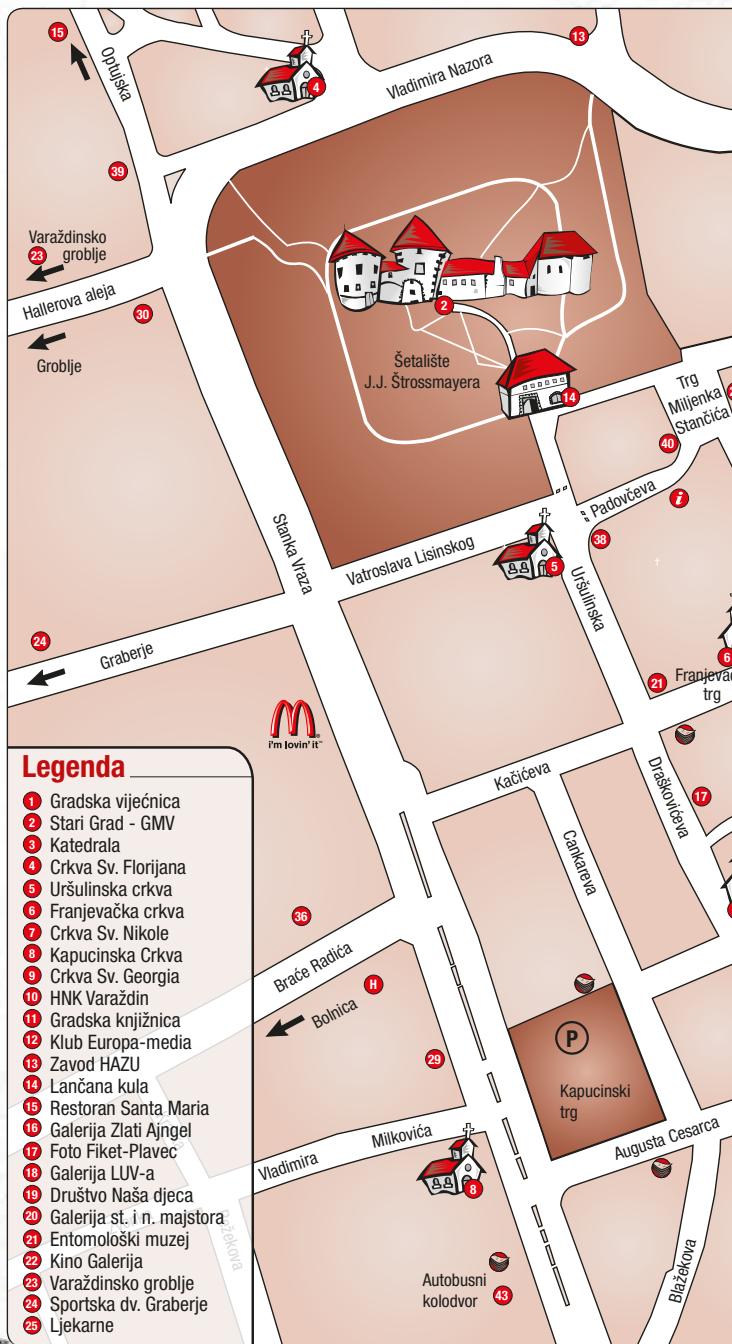 15
Optujska
4
Vladimira Nazora
13
39
Varaždinsko
groblje
23
Hallerova aleja
30
Groblje
2
Šetalište
J.J. Štrossmayera
14
Trg
Miljenka
Stančića
40
Padovčeva
i
38
Stanka Vraza
Vatroslava Lisinskog
5
Uršulinska
24
Graberje
6
21
trg
i'm lovin' it
Kačićeva
Draškovićeva
17
Cankareva
36
Braće Radića
H
Bolnica
29
P
Kapucinski
trg
Augusta Cesarca
Vladimira Milkovića
8
Autobusni
kolodvor
43
Blažekova
Legenda
1 Gradska vijećnica
2 Stari Grad - GMV
3 Katedrala
4 Crkva Sv. Florijana
5 Uršulinska crkva
6 Franjevačka crkva
7 Crkva Sv. Nikole
8 Kapucinska Crkva
9 Crkva Sv. Georgia
10 HNK Varaždin
11 Gradska knjižnica
12 Klub Europa-media
13 Zavod HAZU
14 Lančana kula
15 Restoran Santa Maria
16 Galerija Zlati Ajngel
17 Foto Fiket-Plavec
18 Galerija LUV-a
19 Društvo Naša djeca
20 Galerija st. i n. majstora
21 Entomološki muzej
22 Kino Galerija
23 Varaždinsko groblje
24 Sportska dv. Graberje
25 Ljekarne